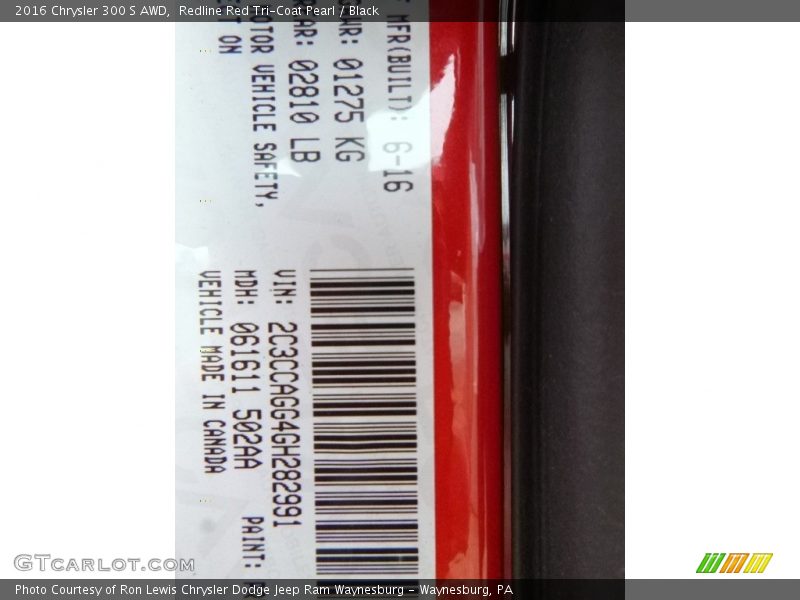 2016 Chrysler 300 S AWD, Redline Red Tri-Coat Pearl / Black
MFR(BUILT): 6-16
01275 KG
02810 LB
MOTOR VEHICLE SAFETY,
ON
VIN: 2C3CCAGG4GH282991
MDH: 061611 502AA
PAINT:
VEHICLE MADE IN CANADA
GTCARLOT.COM
Photo Courtesy of Ron Lewis Chrysler Dodge Jeep Ram Waynesburg - Waynesburg, PA